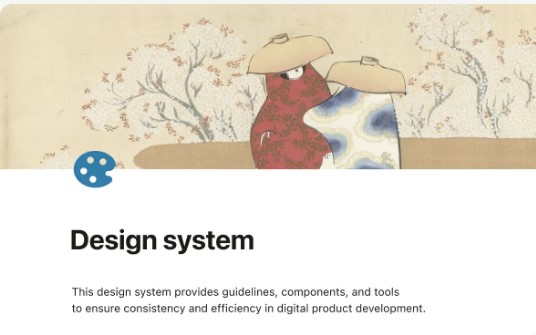 Design system
This design system provides guidelines, components, and tools
to ensure consistency and efficiency in digital product development.